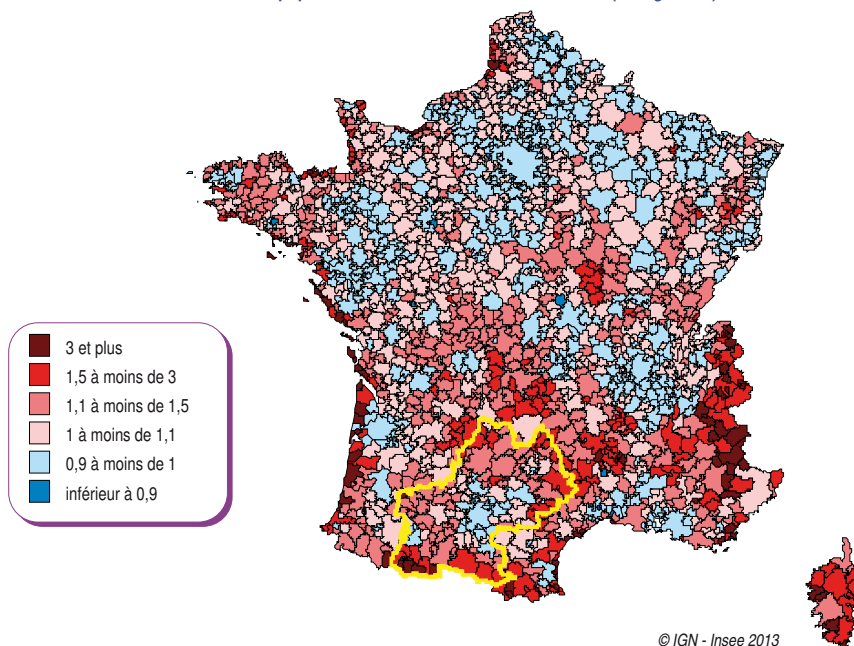 3 et plus
1,5 à moins de 3
1,1 à moins de 1,5
1 à moins de 1,1
0,9 à moins de 1
inférieur à 0,9
© IGN - Insee 2013